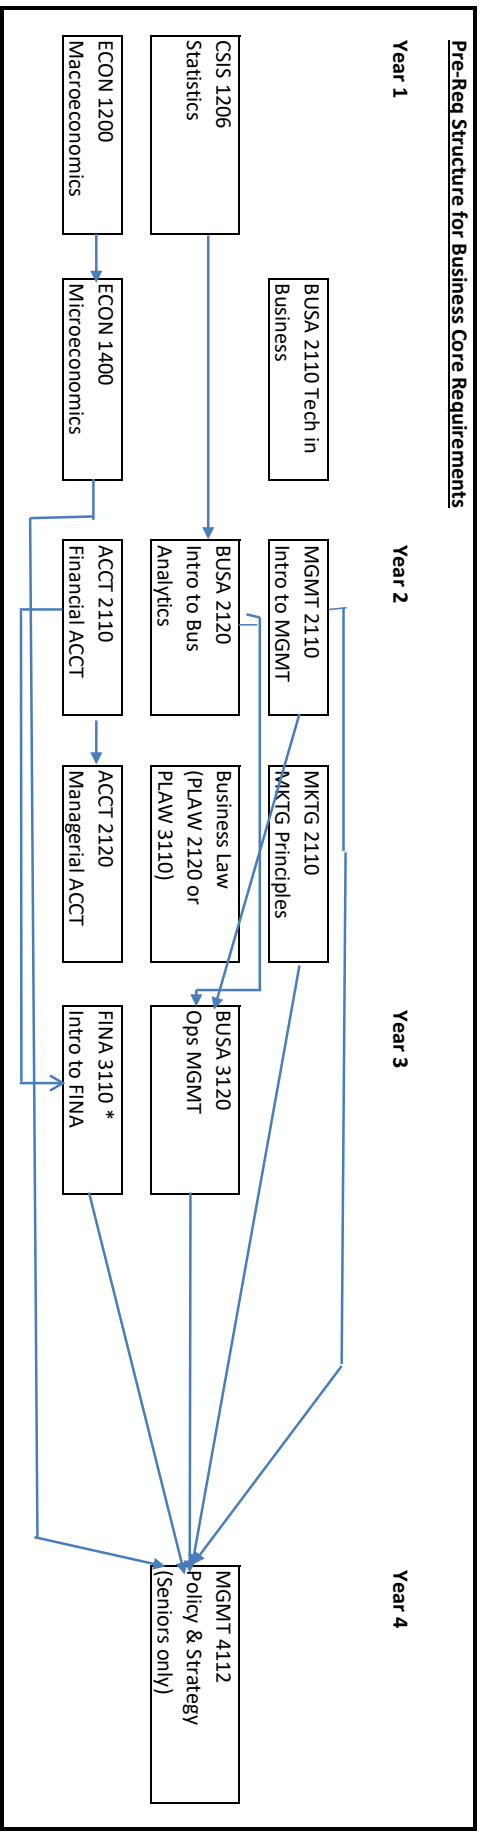 Pre-Req Structure for Business Core Requirements
Year 1
Year 2
Year 3
Year 4
BUSA 2110 Tech in
Business
MGMT 2110
Intro to MGMT
MKTG 2110
MKTG Principles
CSIS 1206
Statistics
BUSA 2120
Intro to Bus
Analytics
Business Law
(PLAW 2120 or
PLAW 3110)
BUSA 3120
Ops MGMT
MGMT 4112
Policy & Strategy
(Seniors only)
ECON 1200
Macroeconomics
ECON 1400
Microeconomics
ACCT 2110
Financial ACCT
ACCT 2120
Managerial ACCT
FINA 3110 *
Intro to FINA